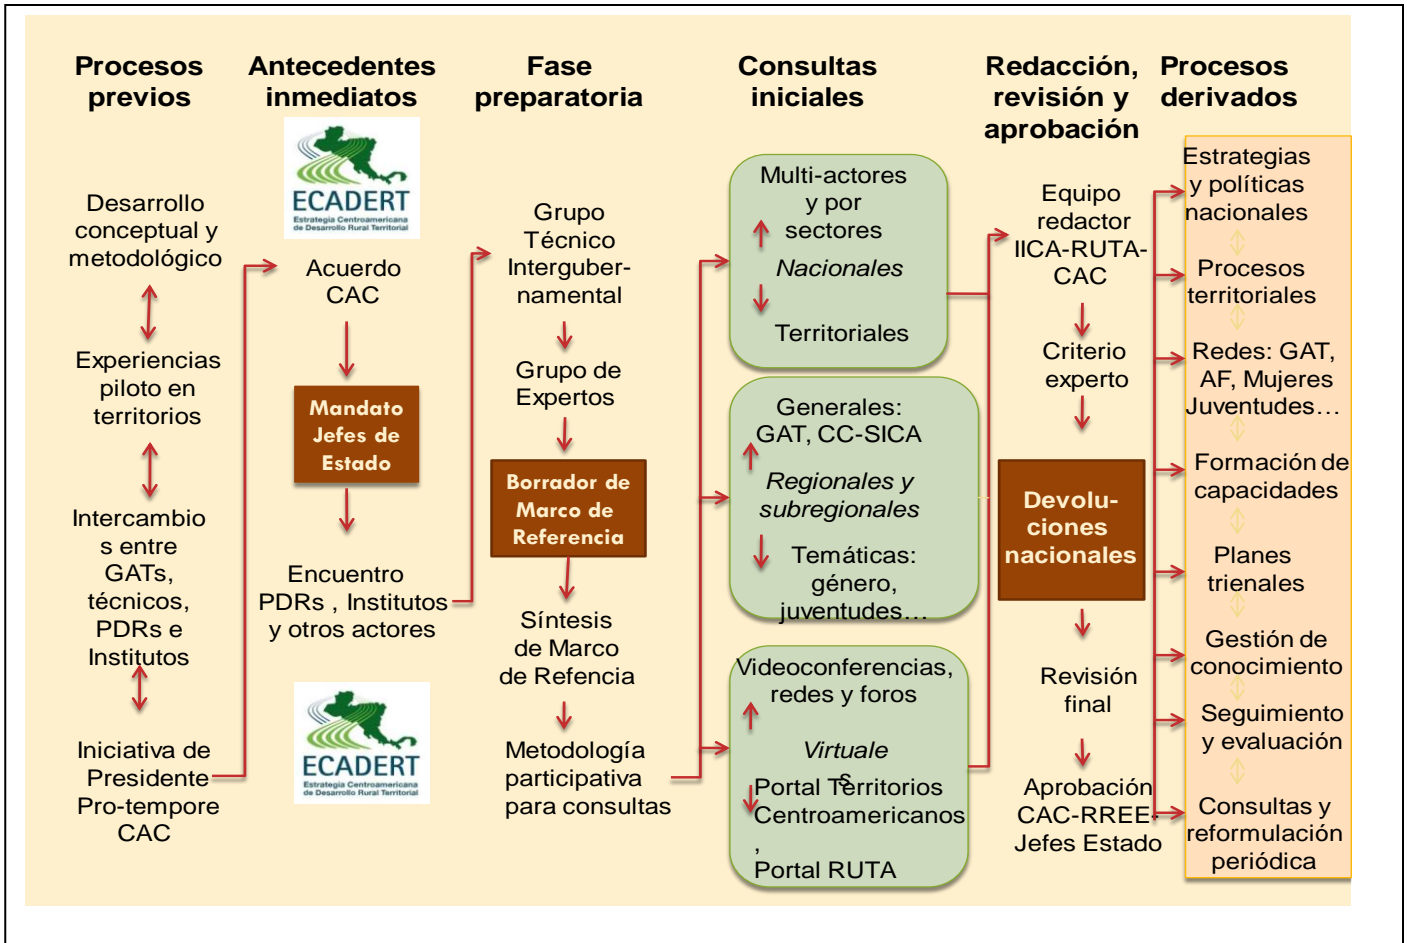 Procesos
previos
Desarrollo
conceptual y
metodológico
Experiencias
piloto en
territorios
Intercambio
s entre
GATs,
técnicos,
PDRs e
Institutos
Iniciativa de
Presidente
Pro-tempore
CAC
Antecedentes
inmediatos
ECADERT
Estrategia Centroamericana
de Desarrollo Rural Territorial
Acuerdo
CAC
Mandato
Jefes de
Estado
Encuentro
PDRs , Institutos
y otros actores
ECADERT
Estrategia Centroamericana
de Desarrollo Rural Territorial
Fase
preparatoria
Grupo
Técnico
Interguber-
namental
Grupo de
Expertos
Borrador de
Marco de
Referencia
Síntesis
de Marco
de Refencia
Metodología
participativa
para consultas
Consultas
iniciales
Multi-actores
y por
sectores
Nacionales
Territoriales
Generales:
GAT, CC-SICA
Regionales y
subregionales
Temáticas:
género,
juventudes…
Videoconferencias,
redes y foros
Virtuale
s
Portal Territorios
Centroamericanos
,
Portal RUTA
Redacción,
revisión y
aprobación
Equipo
redactor
IICA-RUTA-
CAC
Criterio
experto
Devolu-
ciones
nacionales
Revisión
final
Aprobación
CAC-RREE-
Jefes Estado
Procesos
derivados
Estrategias
y políticas
nacionales
Procesos
territoriales
Redes: GAT,
AF, Mujeres
Juventudes…
Formación de
capacidades
Planes
trienales
Gestión de
conocimiento
Seguimiento
y evaluación
Consultas y
reformulación
periódica